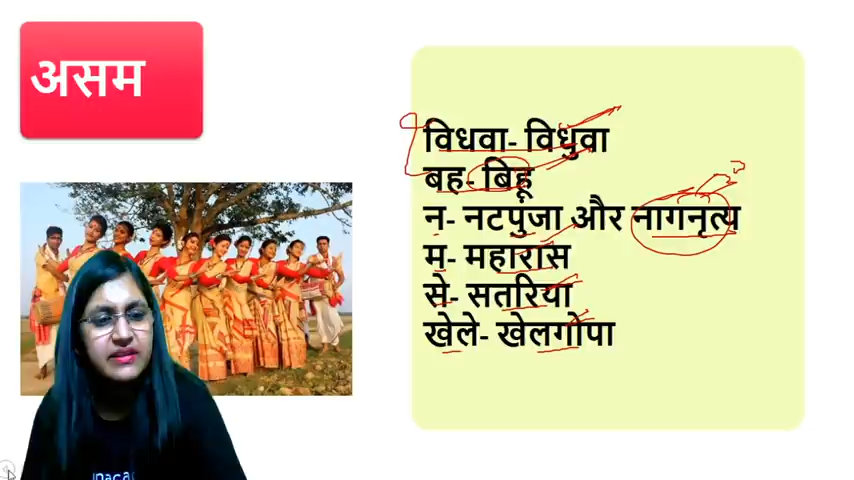 असम
विधवा- विधुवा
बह- बिहू
न- नटपुंजा और नागनृत्य
म- महारास
से- सतरिया
खेले- खेलगोपा